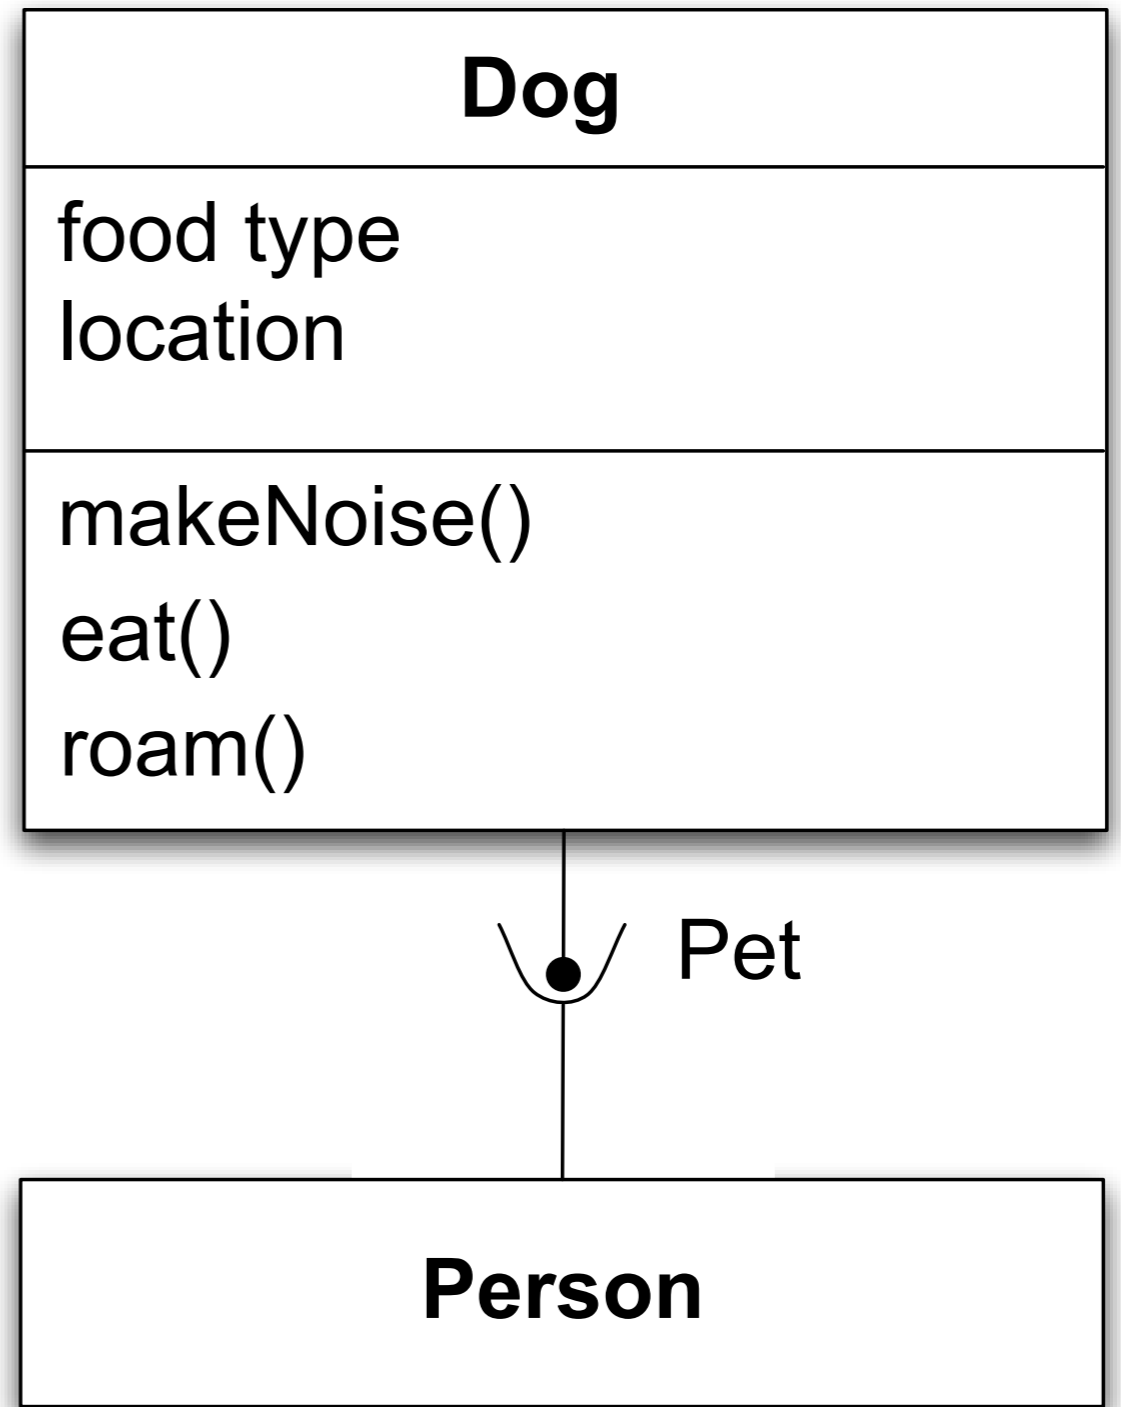 Dog
food type
location
makeNoise()
eat()
roam()
Pet
Person